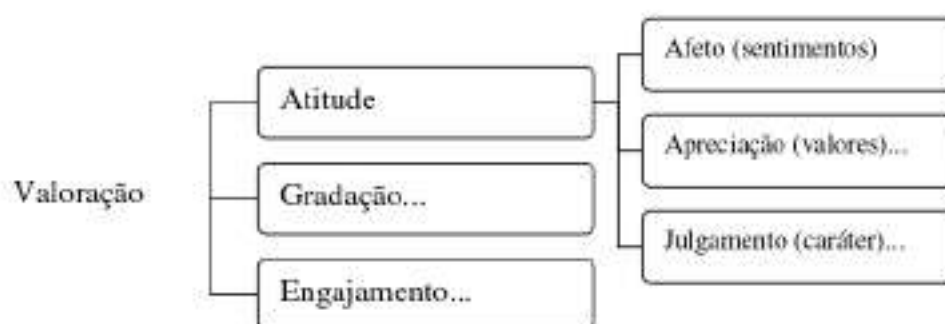 Valoração
Atitude
Gradação...
Engajamento...
Afeto (sentimentos)
Apreciação (valores)...
Julgamento (caráter)...